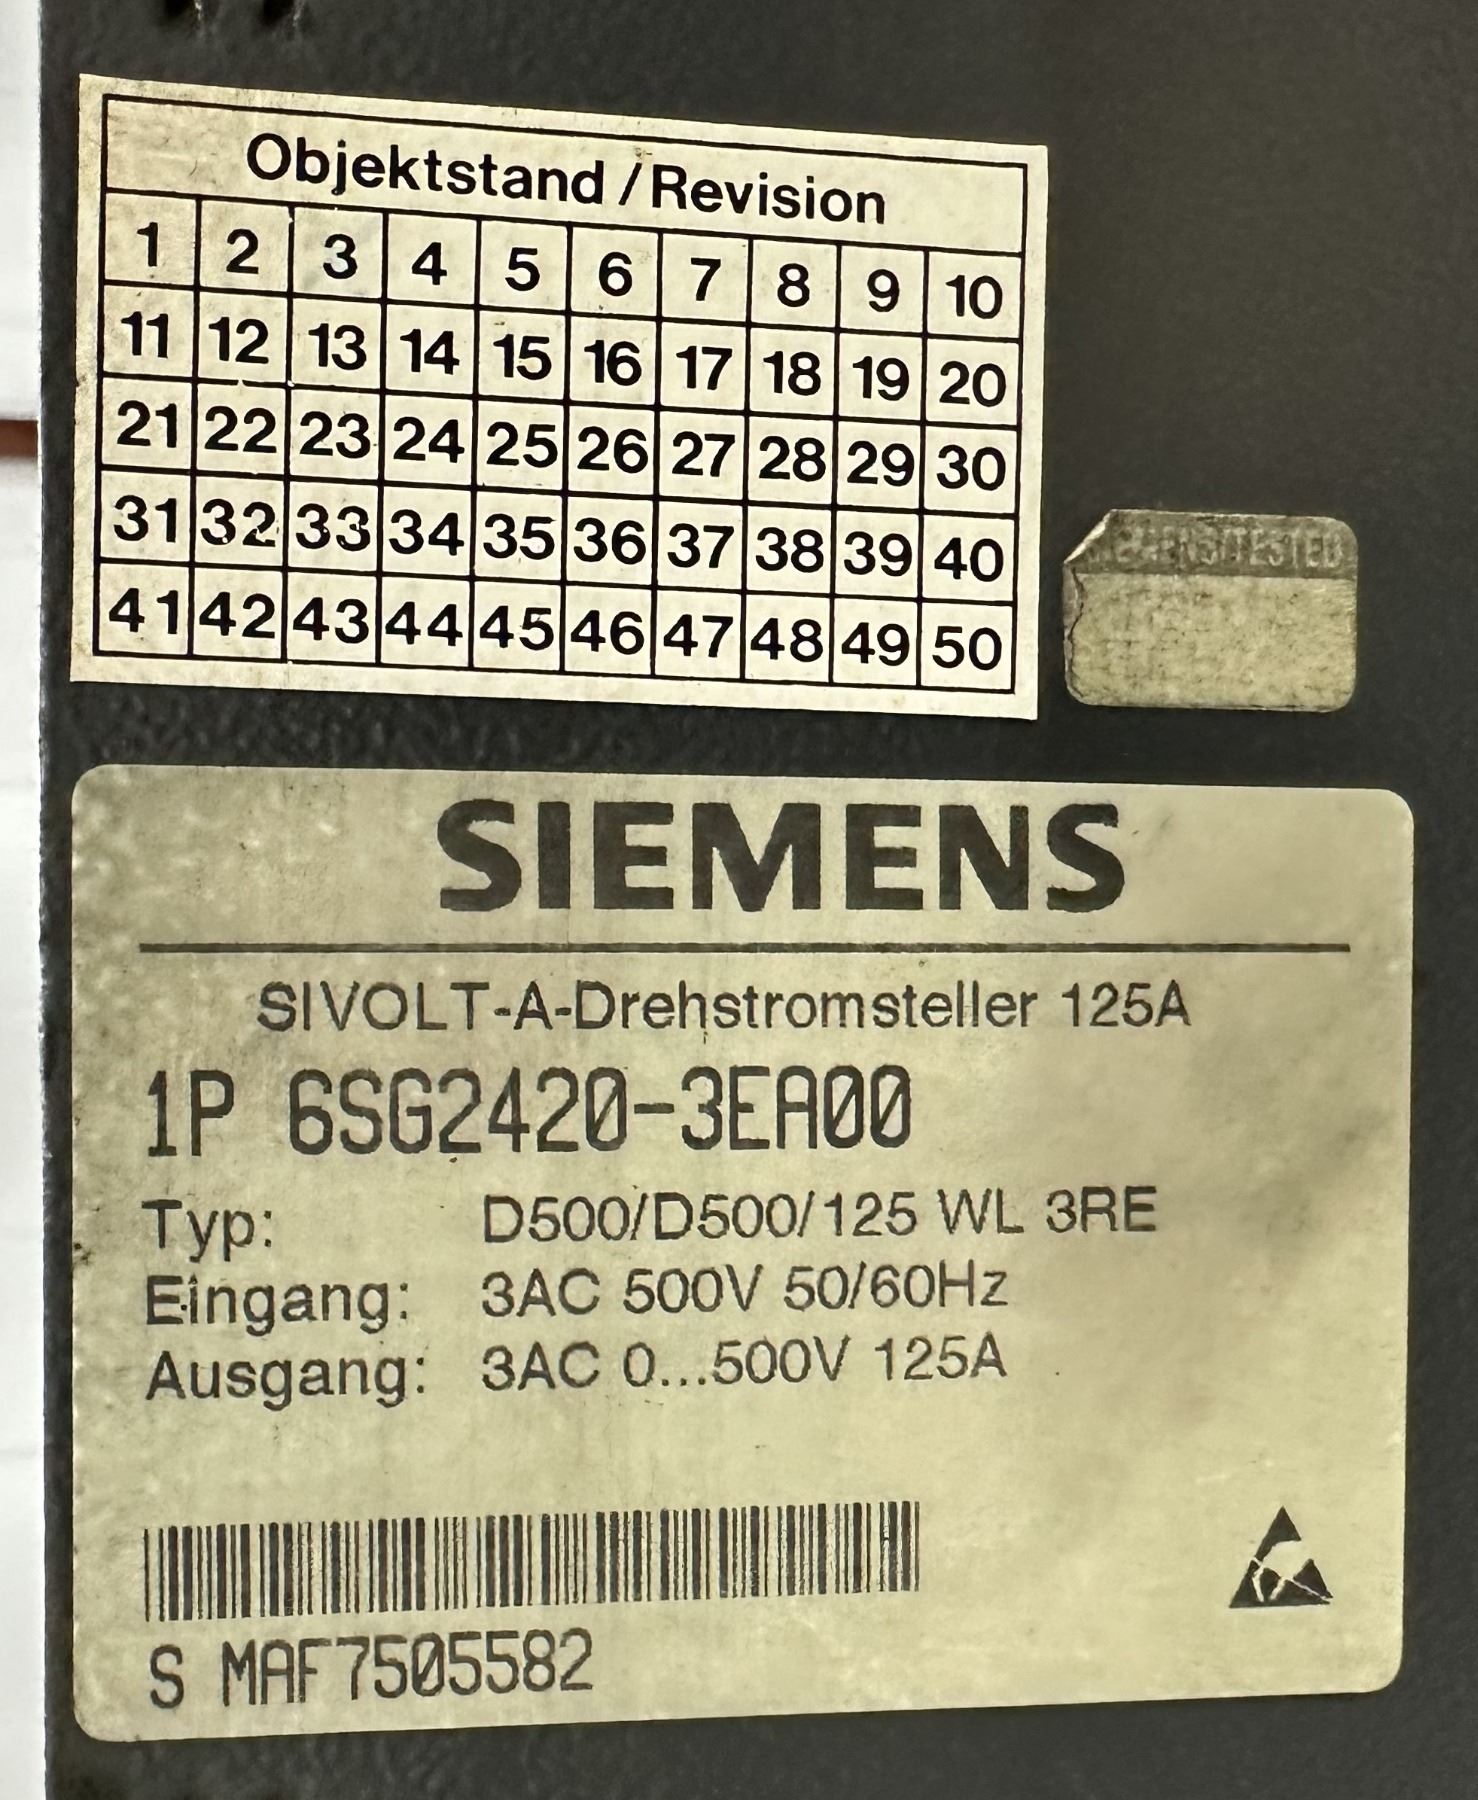 Objektstand / Revision
1 2 3 4 5 6 7 8 9 10
11 12 13 14 15 16 17 18 19 20
21 22 23 24 25 26 27 28 29 30
31 32 33 34 35 36 37 38 39 40
41 42 43 44 45 46 47 48 49 50
TESTED
SIEMENS
SIVOLT-A-Drehstromsteller 125A
1P 6SG2420-3EA00
Typ: D500/D500/125 WL 3RE
Eingang: 3AC 500V 50/60Hz
Ausgang: 3AC 0...500V 125A
S MAF7505582